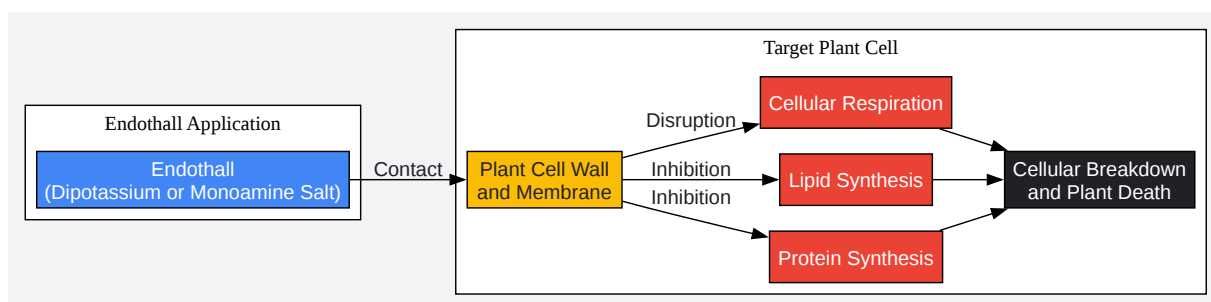 Target Plant Cell
Endothall Application
Endothall
(Dipotassium or Monoamine Salt)
Contact
Plant Cell Wall
and Membrane
Disruption
Inhibition
Inhibition
Cellular Respiration
Lipid Synthesis
Protein Synthesis
Cellular Breakdown
and Plant Death